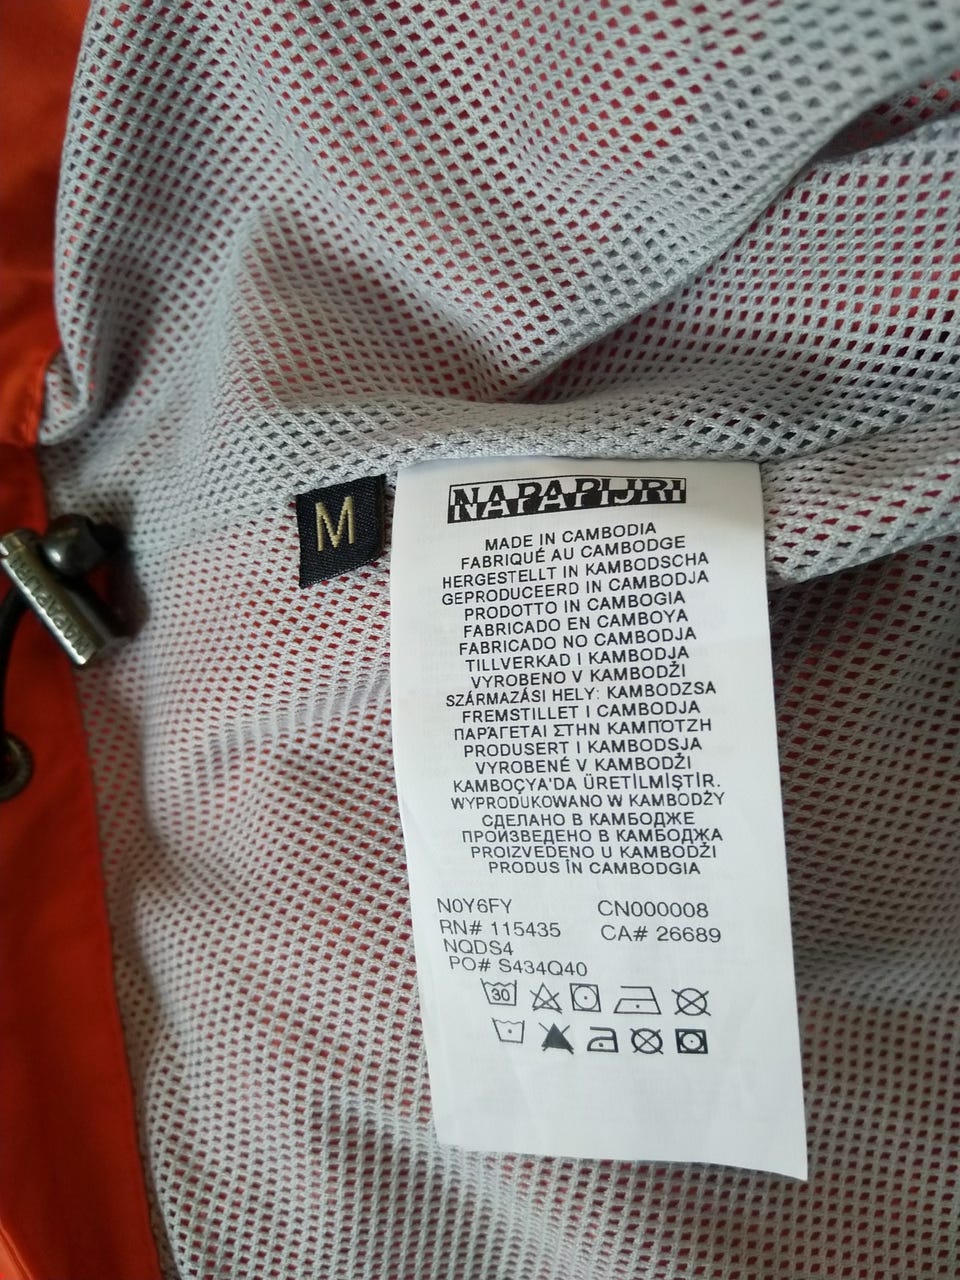 M
NAPAPIJRI
MADE IN CAMBODIA
FABRIQUÉ AU CAMBODGE
HERGESTELLT IN KAMBODSCHA
GEPRODUCEERD IN CAMBODJA
PRODOTTO IN CAMBOGIA
FABRICADO EN CAMBOYA
FABRICADO NO CAMBODJA
TILLVERKAD I KAMBODJA
VYROBENO V KAMBODŽI
SZÁRMAZÁSI HELY: KAMBODZSA
FREMSTILLET I CAMBODJA
ΠΑΡΆΓΕΤΑΙ ΣΤΗΝ ΚΑΜΠΌΤΖΗ
PRODUSERT I KAMBODSJA
VYROBENÉ V KAMBODŽI
KAMBOÇYA'DA ÜRETİLMİŞTİR.
WYPRODUKOWANO W KAMBODŻY
СДЕЛАНО В КАМБОДЖЕ
ПРОИЗВЕДЕНО В КАМБОДЖА
PROIZVEDENO U KAMBODŽI
PRODUS ÎN CAMBODGIA
N0Y6FY CN000008
RN# 115435 CA# 26689
NQDS4
PO# S434Q40
30